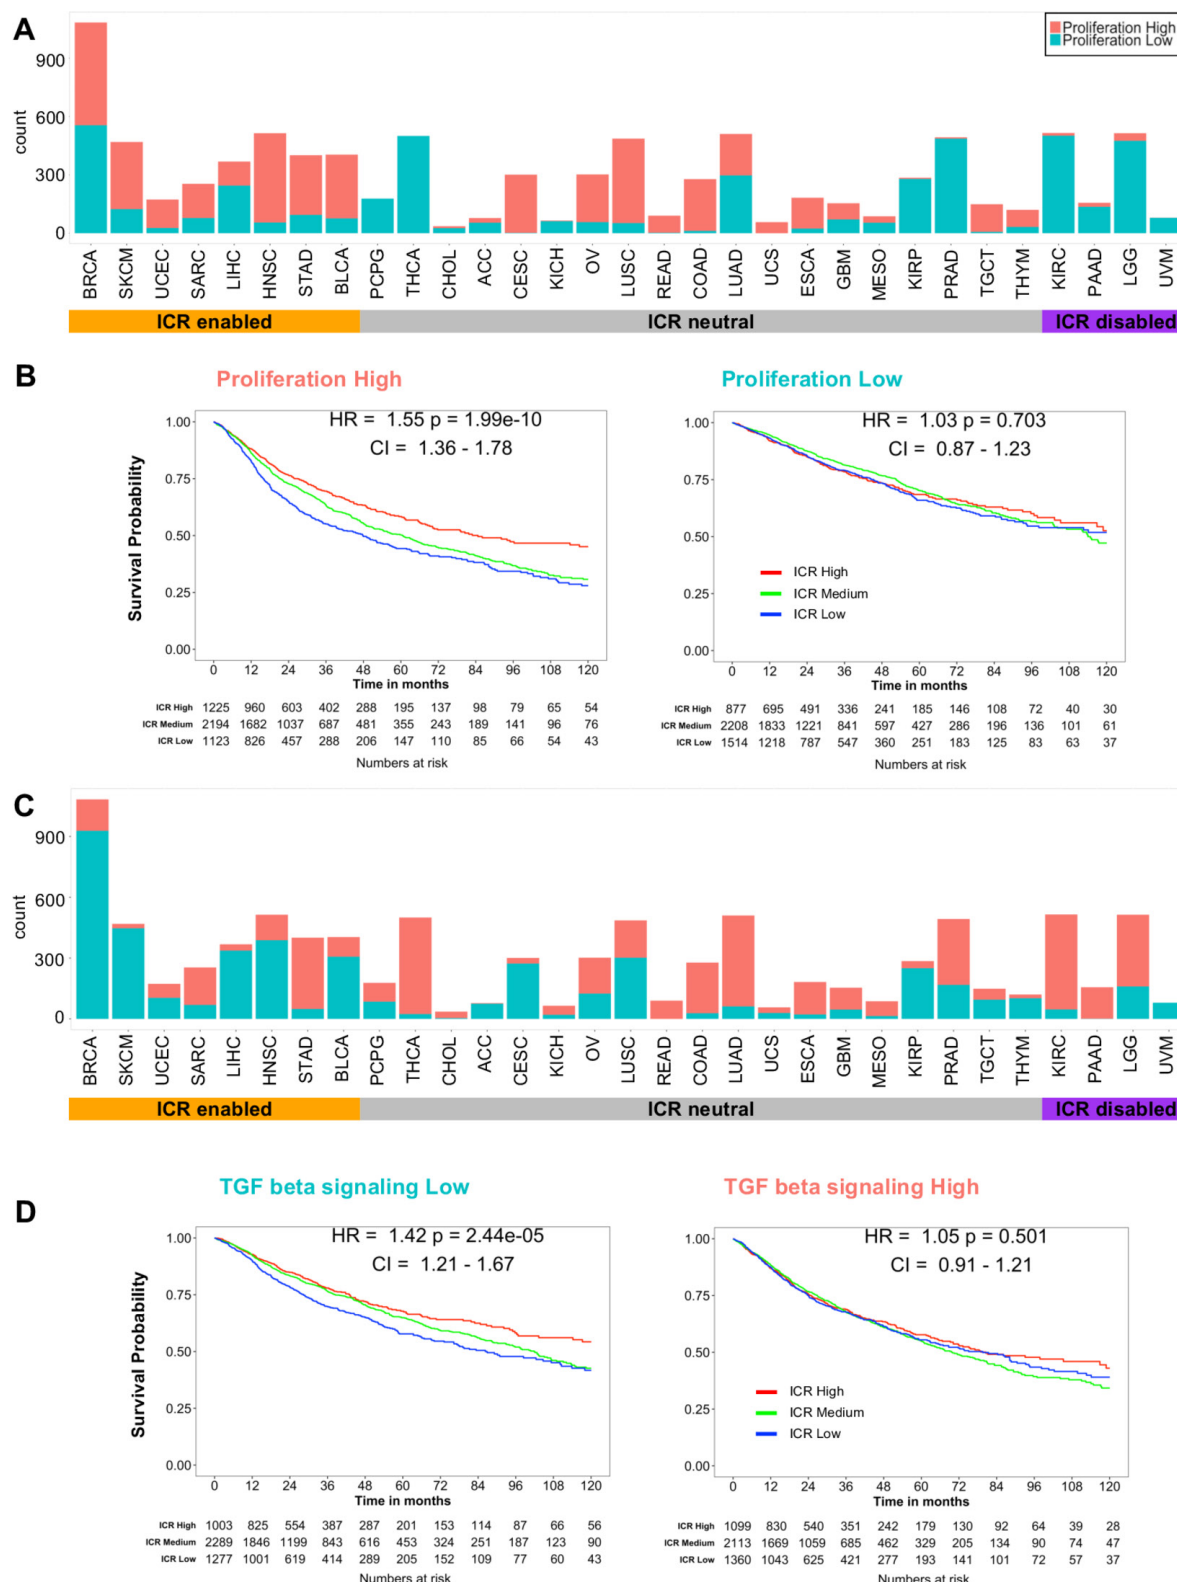 A
Proliferation High
Proliferation Low
900
600
300
0
count
BRCA SKCM UCEC SARC LIHC HNSC STAD BLCA PCPG THCA CHOL ACC CESC KICH OV LUSC READ COAD LUAD UCS ESCA GBM MESO KIRP PRAD TGCT THYM KIRC PAAD LGG UVM
ICR enabled ICR neutral ICR disabled
B
Proliferation High
HR = 1.55 p = 1.99e-10
CI = 1.36 - 1.78
1.00
0.75
0.50
0.25
0.00
Survival Probability
0 12 24 36 48 60 72 84 96 108 120
Time in months
ICR High 1225 960 603 402 288 195 137 98 79 65 54
ICR Medium 2194 1682 1037 687 481 355 243 189 141 96 76
ICR Low 1123 826 457 288 206 147 110 85 66 54 43
Numbers at risk
Proliferation Low
HR = 1.03 p = 0.703
CI = 0.87 - 1.23
1.00
0.75
0.50
0.25
0.00
ICR High
ICR Medium
ICR Low
0 12 24 36 48 60 72 84 96 108 120
Time in months
ICR High 877 695 491 336 241 185 146 108 72 40 30
ICR Medium 2208 1833 1221 841 597 427 286 196 136 101 61
ICR Low 1514 1218 787 547 360 251 183 125 83 63 37
Numbers at risk
C
900
600
300
0
count
BRCA SKCM UCEC SARC LIHC HNSC STAD BLCA PCPG THCA CHOL ACC CESC KICH OV LUSC READ COAD LUAD UCS ESCA GBM MESO KIRP PRAD TGCT THYM KIRC PAAD LGG UVM
ICR enabled ICR neutral ICR disabled
D
TGF beta signaling Low
HR = 1.42 p = 2.44e-05
CI = 1.21 - 1.67
1.00
0.75
0.50
0.25
0.00
Survival Probability
0 12 24 36 48 60 72 84 96 108 120
Time in months
ICR High 1003 825 554 387 287 201 153 114 87 66 56
ICR Medium 2289 1846 1199 843 616 453 324 251 187 123 90
ICR Low 1277 1001 619 414 289 205 152 109 77 60 43
Numbers at risk
TGF beta signaling High
HR = 1.05 p = 0.501
CI = 0.91 - 1.21
1.00
0.75
0.50
0.25
0.00
ICR High
ICR Medium
ICR Low
0 12 24 36 48 60 72 84 96 108 120
Time in months
ICR High 1099 830 540 351 242 179 130 92 64 39 28
ICR Medium 2113 1669 1059 685 462 329 205 134 90 74 47
ICR Low 1360 1043 625 421 277 193 141 101 72 57 37
Numbers at risk